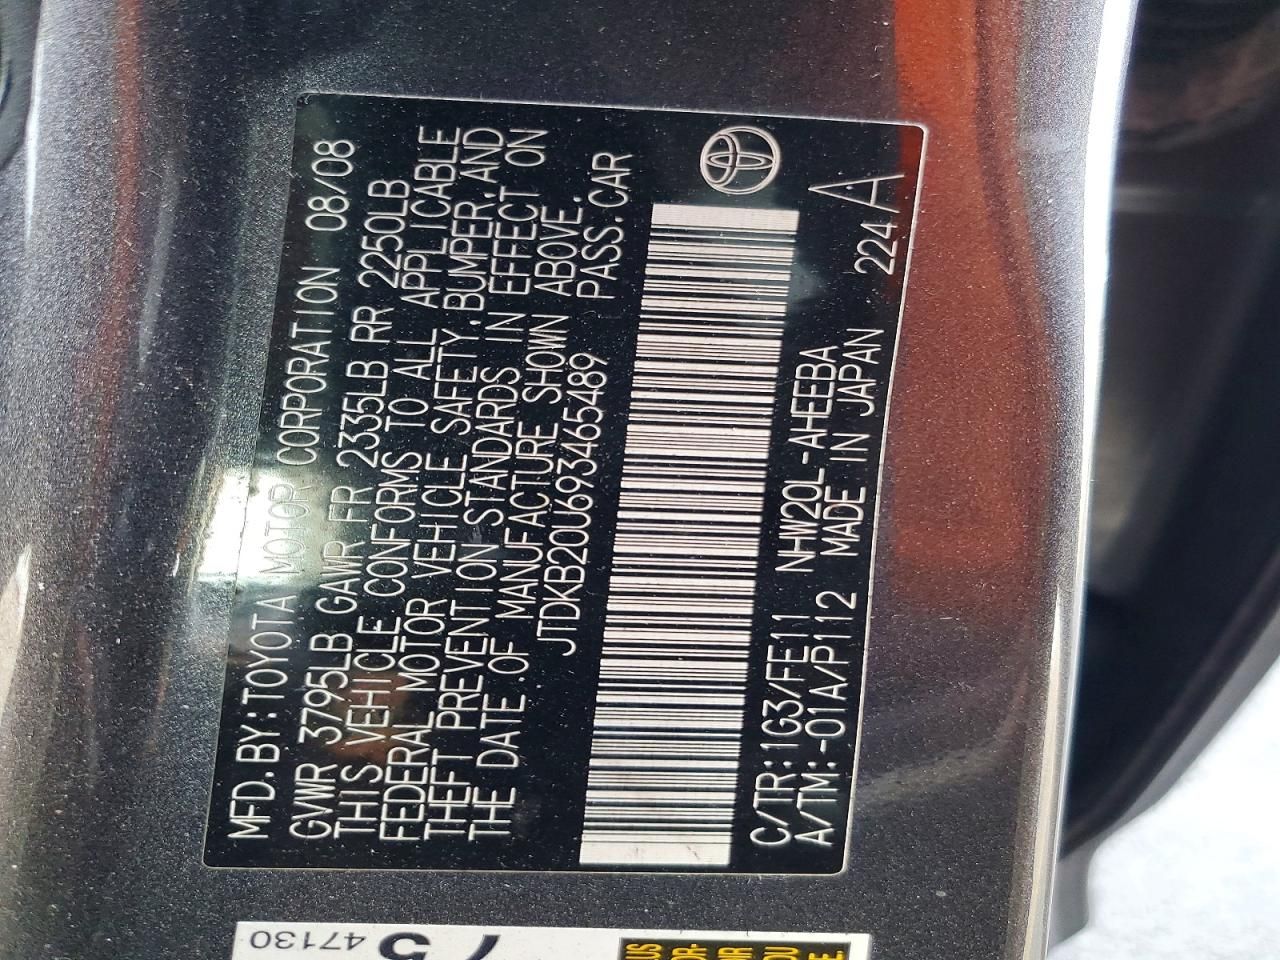 MFD.BY:TOYOTA MOTOR CORPORATION 08/08
GVWR 3795LB GAWR FR 2335LB RR 2250LB
THIS VEHICLE CONFORMS TO ALL APPLICABLE
FEDERAL MOTOR VEHICLE SAFETY,BUMPER,AND
THEFT PREVENTION STANDARDS IN EFFECT ON
THE DATE OF MANUFACTURE SHOWN ABOVE.
JTDKB20U693465489 PASS.CAR
C/TR:1G3/FE11 NHW20L-AHEEBA
A/TM:-01A/P112 MADE IN JAPAN 224 A
47130